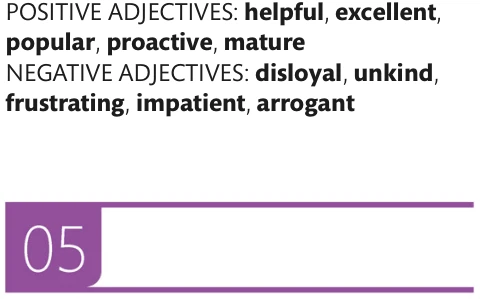 POSITIVE ADJECTIVES: helpful, excellent,
popular, proactive, mature
NEGATIVE ADJECTIVES: disloyal, unkind,
frustrating, impatient, arrogant
05